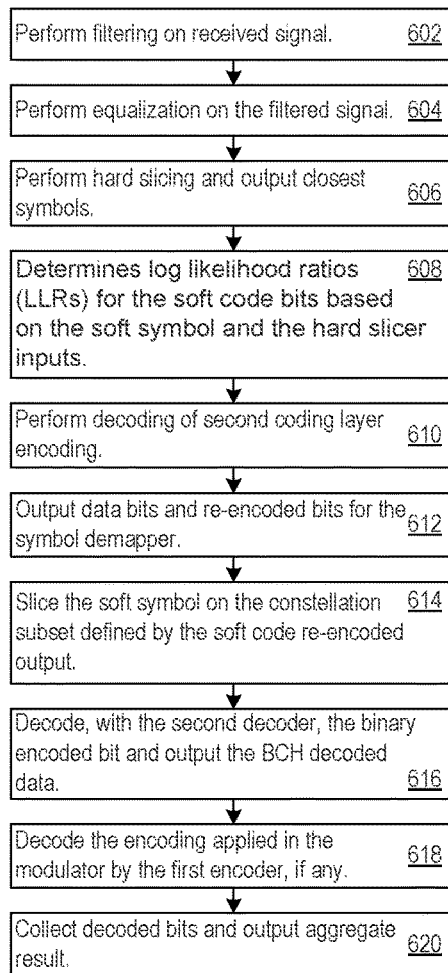 Perform filtering on received signal. 602
Perform equalization on the filtered signal. 604
Perform hard slicing and output closest
symbols. 606
Determines log likelihood ratios 608
(LLRs) for the soft code bits based
on the soft symbol and the hard slicer
inputs.
Perform decoding of second coding layer
encoding. 610
Output data bits and re-encoded bits for the
symbol demapper. 612
Slice the soft symbol on the constellation 614
subset defined by the soft code re-encoded
output.
Decode, with the second decoder, the binary
encoded bit and output the BCH decoded
data. 616
Decode the encoding applied in the
modulator by the first encoder, if any. 618
Collect decoded bits and output aggregate
result. 620